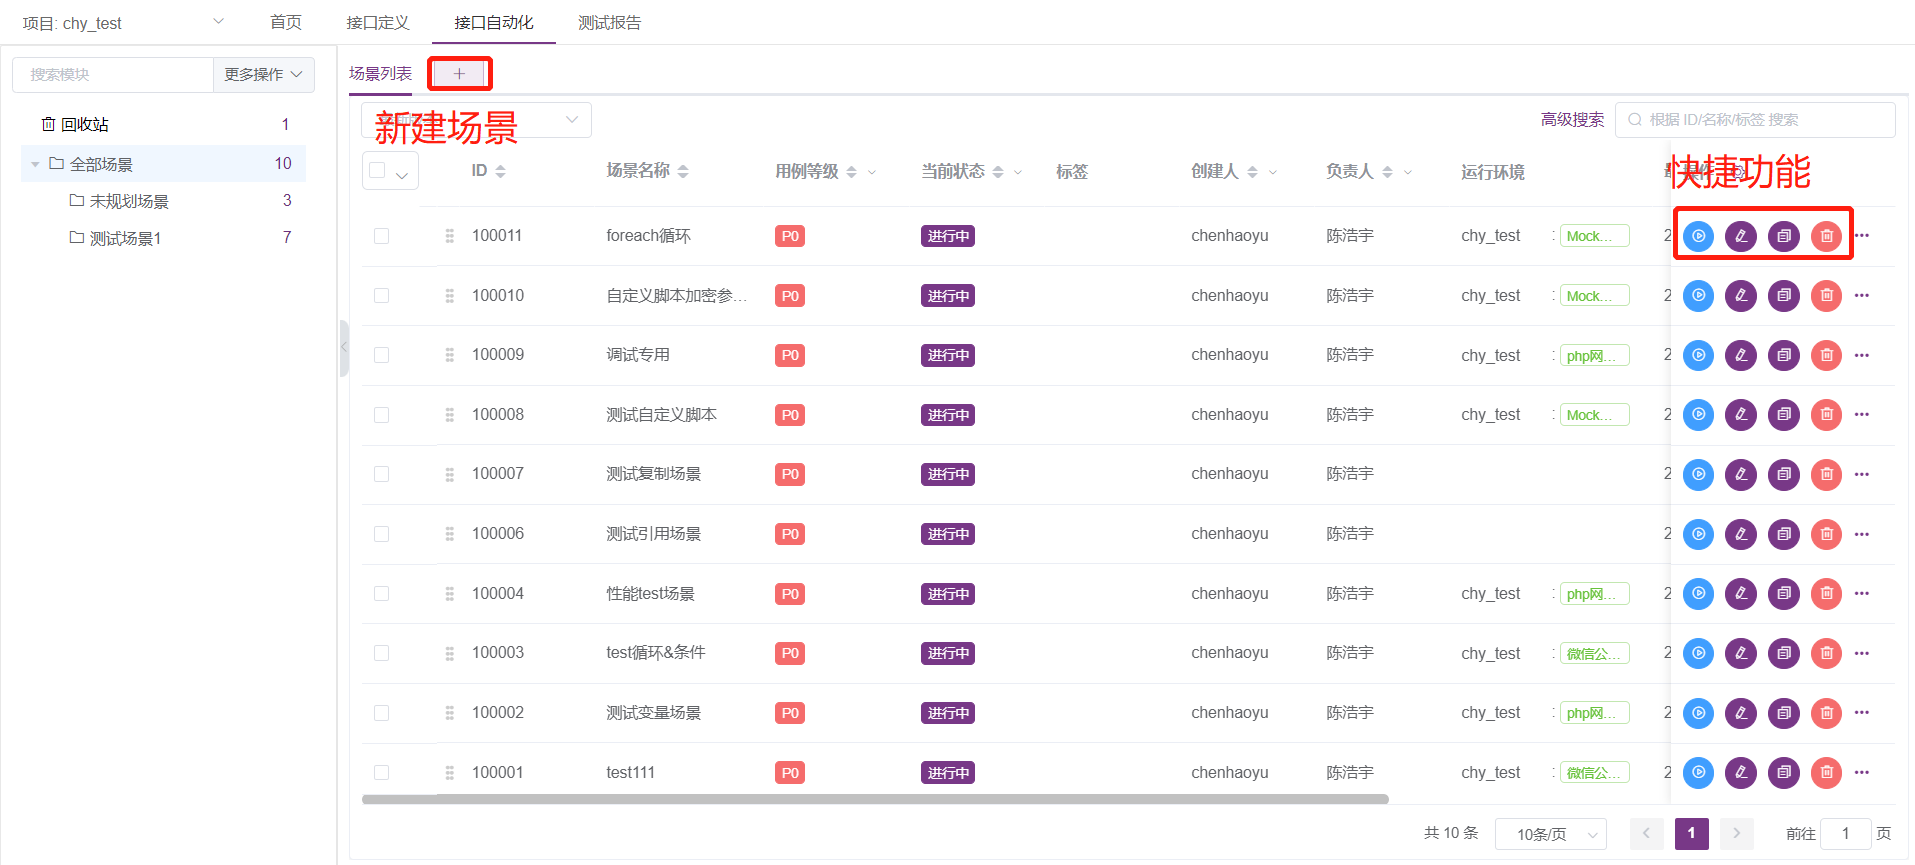 项目: chy_test 首页 接口定义 接口自动化 测试报告
搜索模块 更多操作
回收站 1
全部场景 10
未规划场景 3
测试场景1 7
场景列表 +
新建场景
高级搜索 根据 ID/名称/标签 搜索
快捷功能
ID 场景名称 用例等级 当前状态 标签 创建人 负责人 运行环境
100011 foreach循环 P0 进行中 chenhaoyu 陈浩宇 chy_test : Mock... 2 ...
100010 自定义脚本加密参... P0 进行中 chenhaoyu 陈浩宇 chy_test : Mock... 2 ...
100009 调试专用 P0 进行中 chenhaoyu 陈浩宇 chy_test : php网... 2 ...
100008 测试自定义脚本 P0 进行中 chenhaoyu 陈浩宇 chy_test : Mock... 2 ...
100007 测试复制场景 P0 进行中 chenhaoyu 陈浩宇 2 ...
100006 测试引用场景 P0 进行中 chenhaoyu 陈浩宇 2 ...
100004 性能test场景 P0 进行中 chenhaoyu 陈浩宇 chy_test : php网... 2 ...
100003 test循环&条件 P0 进行中 chenhaoyu 陈浩宇 chy_test : 微信公... 2 ...
100002 测试变量场景 P0 进行中 chenhaoyu 陈浩宇 chy_test : php网... 2 ...
100001 test111 P0 进行中 chenhaoyu 陈浩宇 chy_test : 微信公... 2 ...
共 10 条 10条/页 < 1 > 前往 1 页